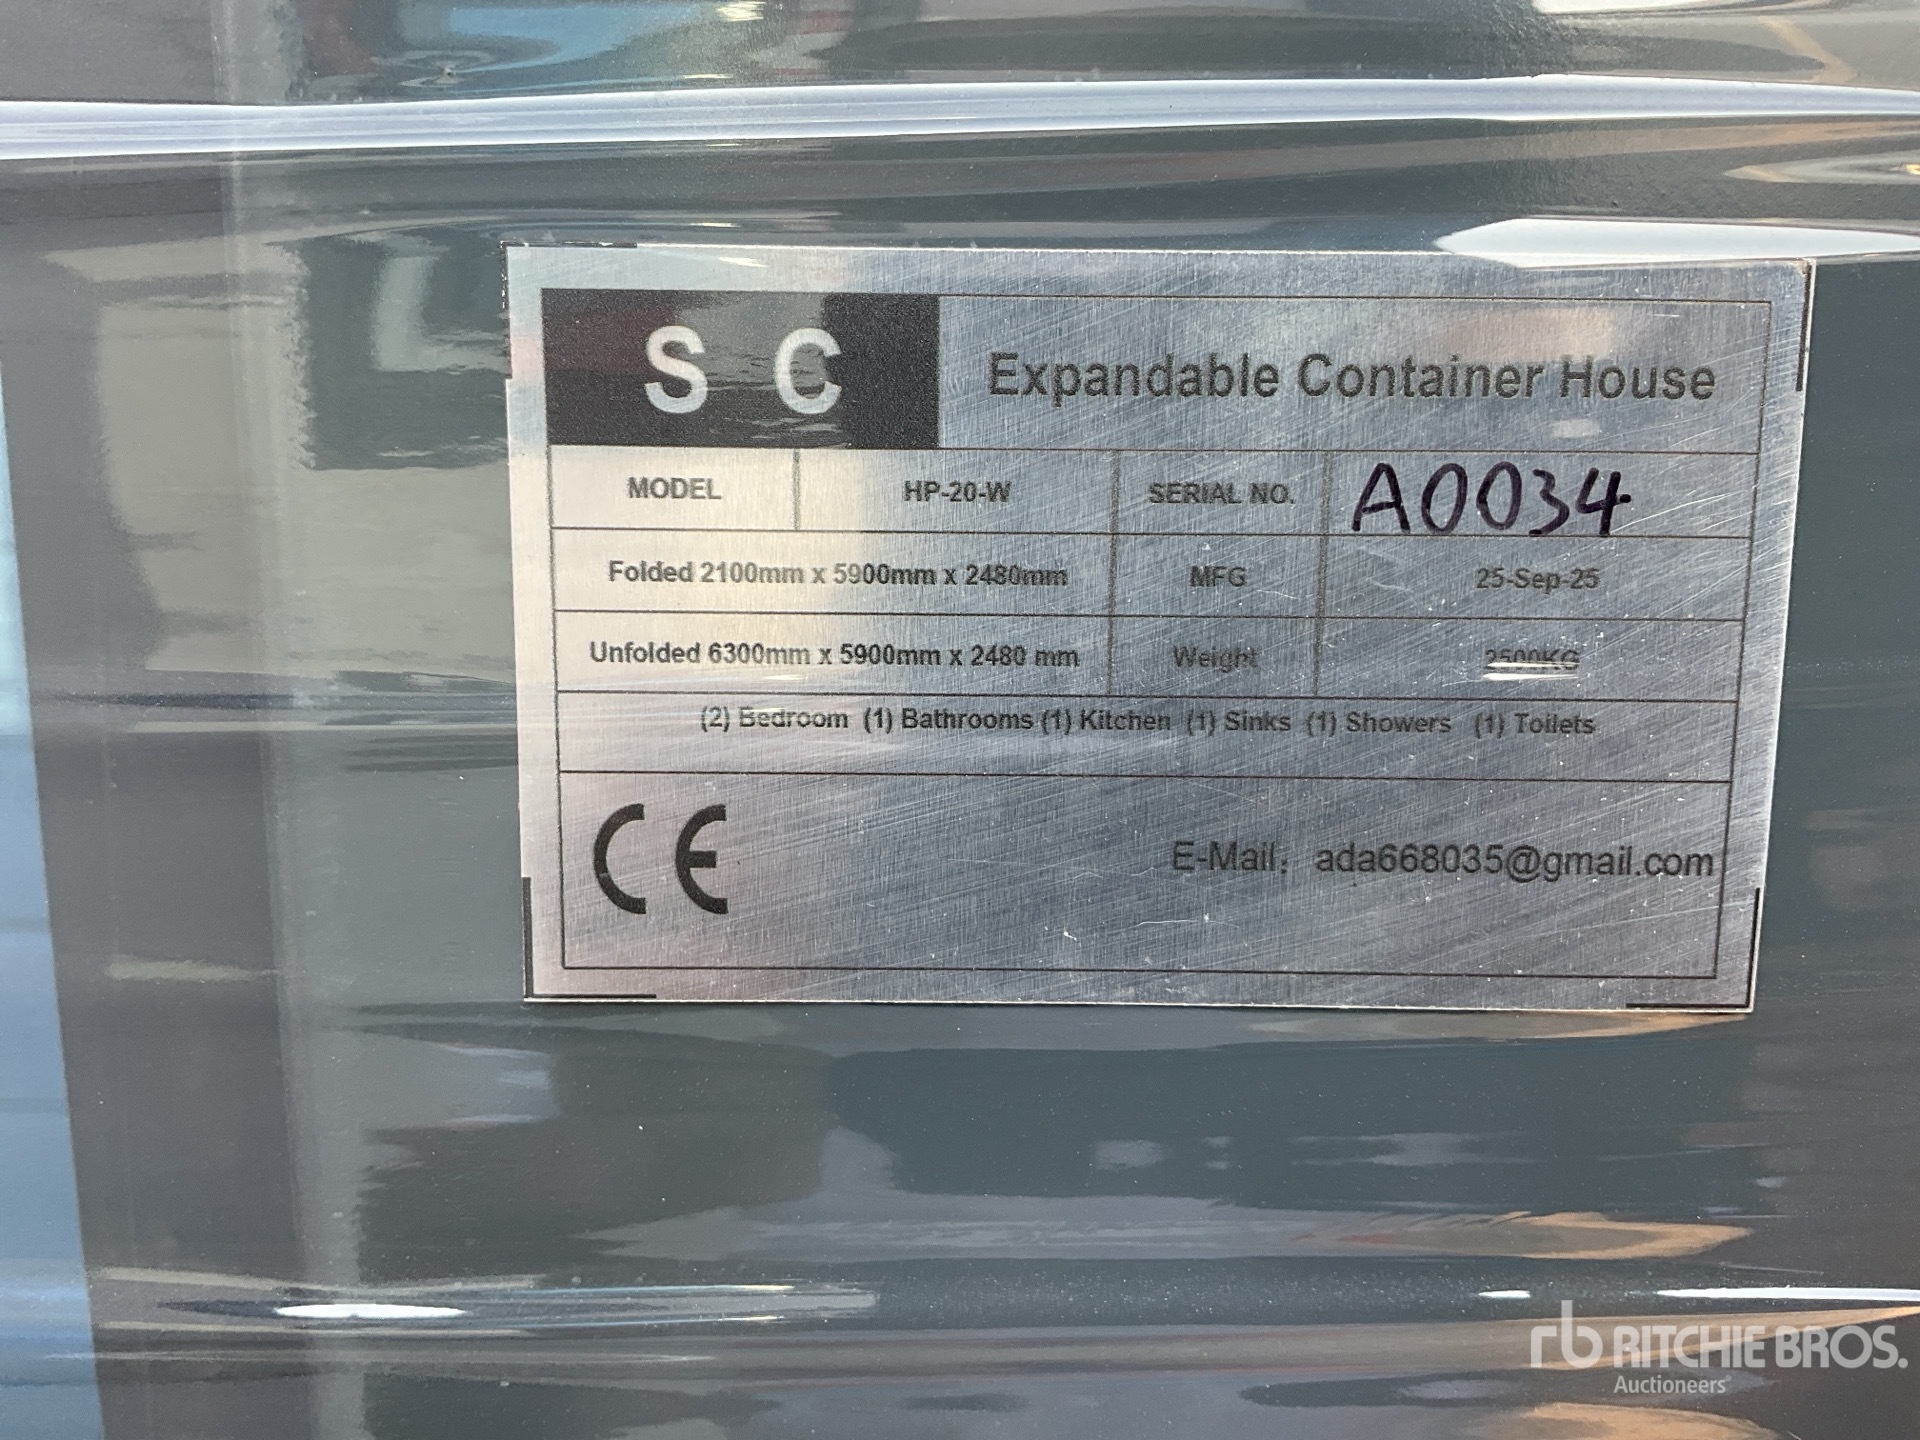 S C Expandable Container House
MODEL HP-20-W SERIAL NO. A0034
Folded 2100mm x 5900mm x 2480mm MFG 25-Sep-25
Unfolded 6300mm x 5900mm x 2480 mm Weight 2500KG
(2) Bedroom (1) Bathrooms (1) Kitchen (1) Sinks (1) Showers (1) Toilets
CE E-Mail: ada668035@gmail.com
rb RITCHIE BROS.
Auctioneers